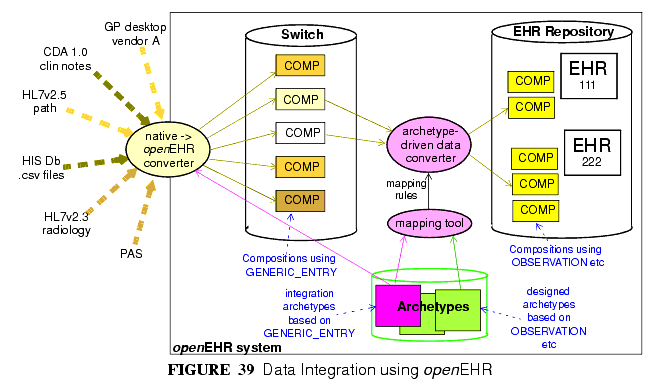 GP desktop
vendor A
CDA 1.0
clin notes
HL7v2.5
path
HIS Db
.csv files
HL7v2.3
radiology
PAS
native ->
openEHR
converter
Switch
COMP
COMP
COMP
COMP
COMP
Compositions using
GENERIC_ENTRY
archetype-
driven data
converter
mapping
rules
mapping tool
EHR Repository
COMP
COMP
EHR
111
COMP
COMP
COMP
EHR
222
Compositions using
OBSERVATION etc
integration
archetypes
based on
GENERIC_ENTRY
Archetypes
designed
archetypes
based on
OBSERVATION
etc
openEHR system
FIGURE 39 Data Integration using openEHR